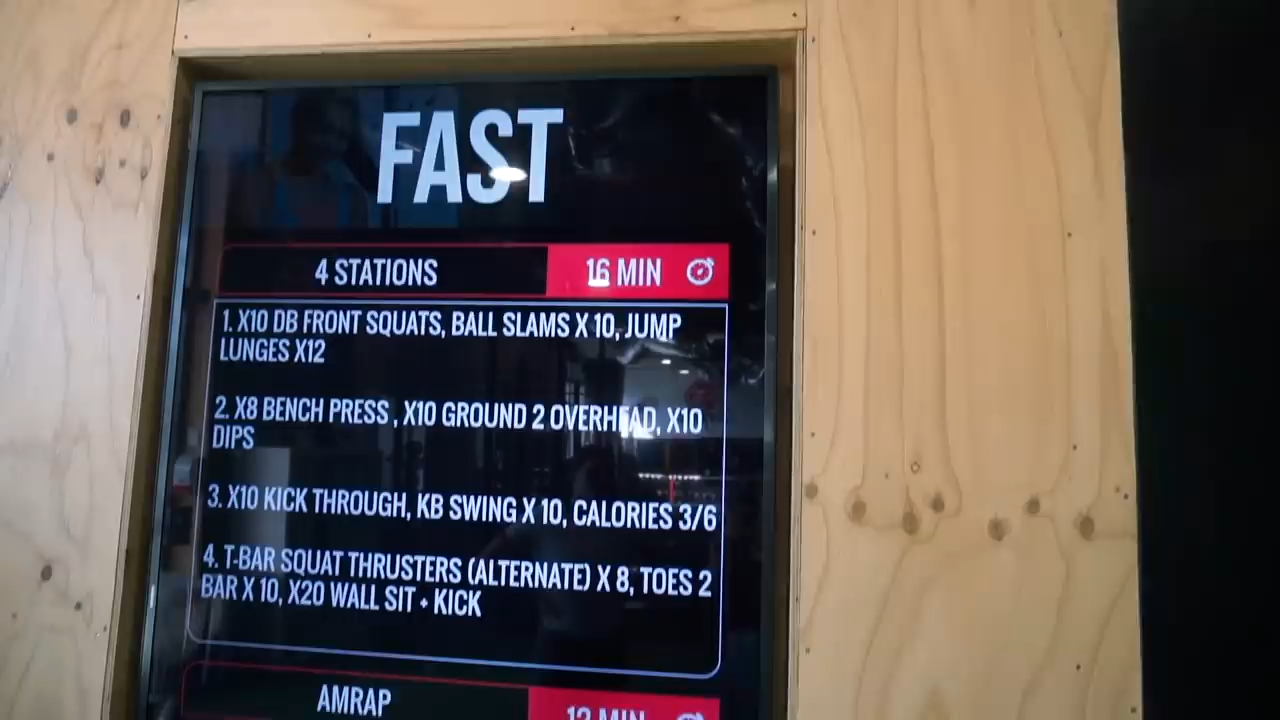 FAST
4 STATIONS
16 MIN
1. X10 DB FRONT SQUATS, BALL SLAMS X 10, JUMP
LUNGES X12
2. X8 BENCH PRESS , X10 GROUND 2 OVERHEAD, X10
DIPS
3. X10 KICK THROUGH, KB SWING X 10, CALORIES 3/6
4. T-BAR SQUAT THRUSTERS (ALTERNATE) X 8, TOES 2
BAR X 10, X20 WALL SIT + KICK
AMRAP
12 MIN